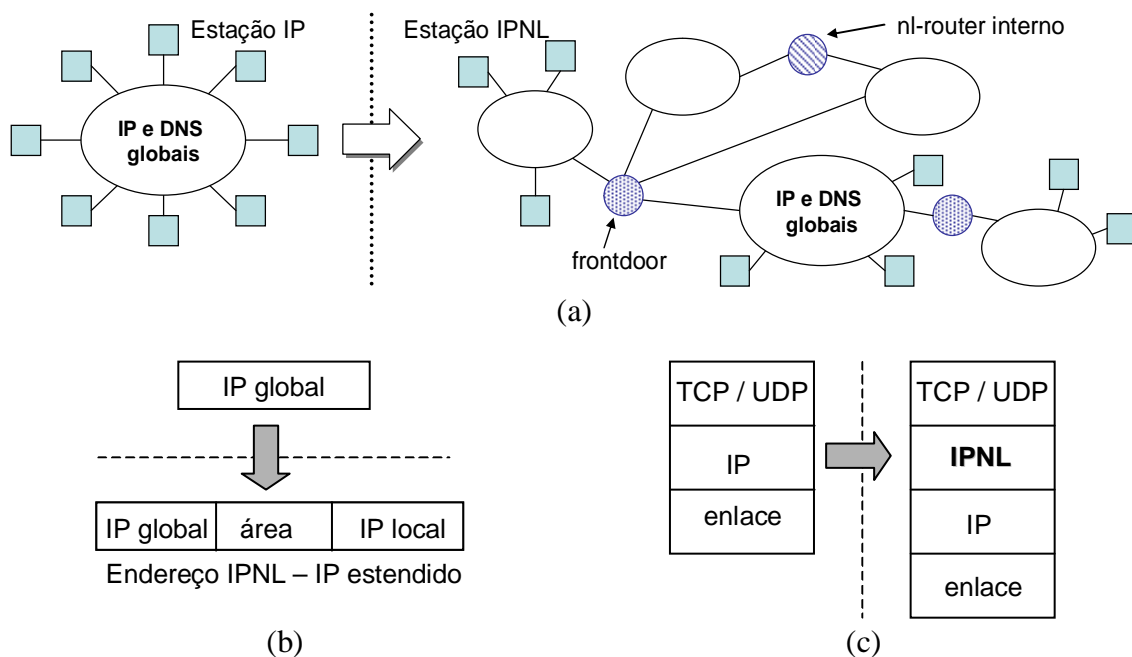 Estação IP
Estação IPNL
nl-router interno
IP e DNS
globais
IP e DNS
globais
frontdoor
(a)
IP global
IP global
área
IP local
Endereço IPNL – IP estendido
(b)
TCP / UDP
IP
enlace
TCP / UDP
IPNL
IP
enlace
(c)